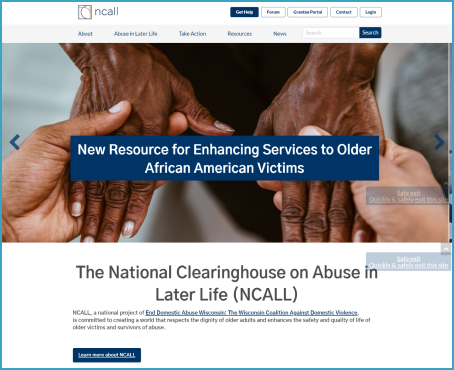 ncall
Get Help Forum Grantee Portal Contact Login
About Abuse in Later Life Take Action Resources News Search Search
New Resource for Enhancing Services to Older
African American Victims
Safe exit
Quickly & safely exit this site
Safe exit
Quickly & safely exit this site
The National Clearinghouse on Abuse in
Later Life (NCALL)
NCALL, a national project of End Domestic Abuse Wisconsin: The Wisconsin Coalition Against Domestic Violence,
is committed to creating a world that respects the dignity of older adults and enhances the safety and quality of life of
older victims and survivors of abuse.
Learn more about NCALL